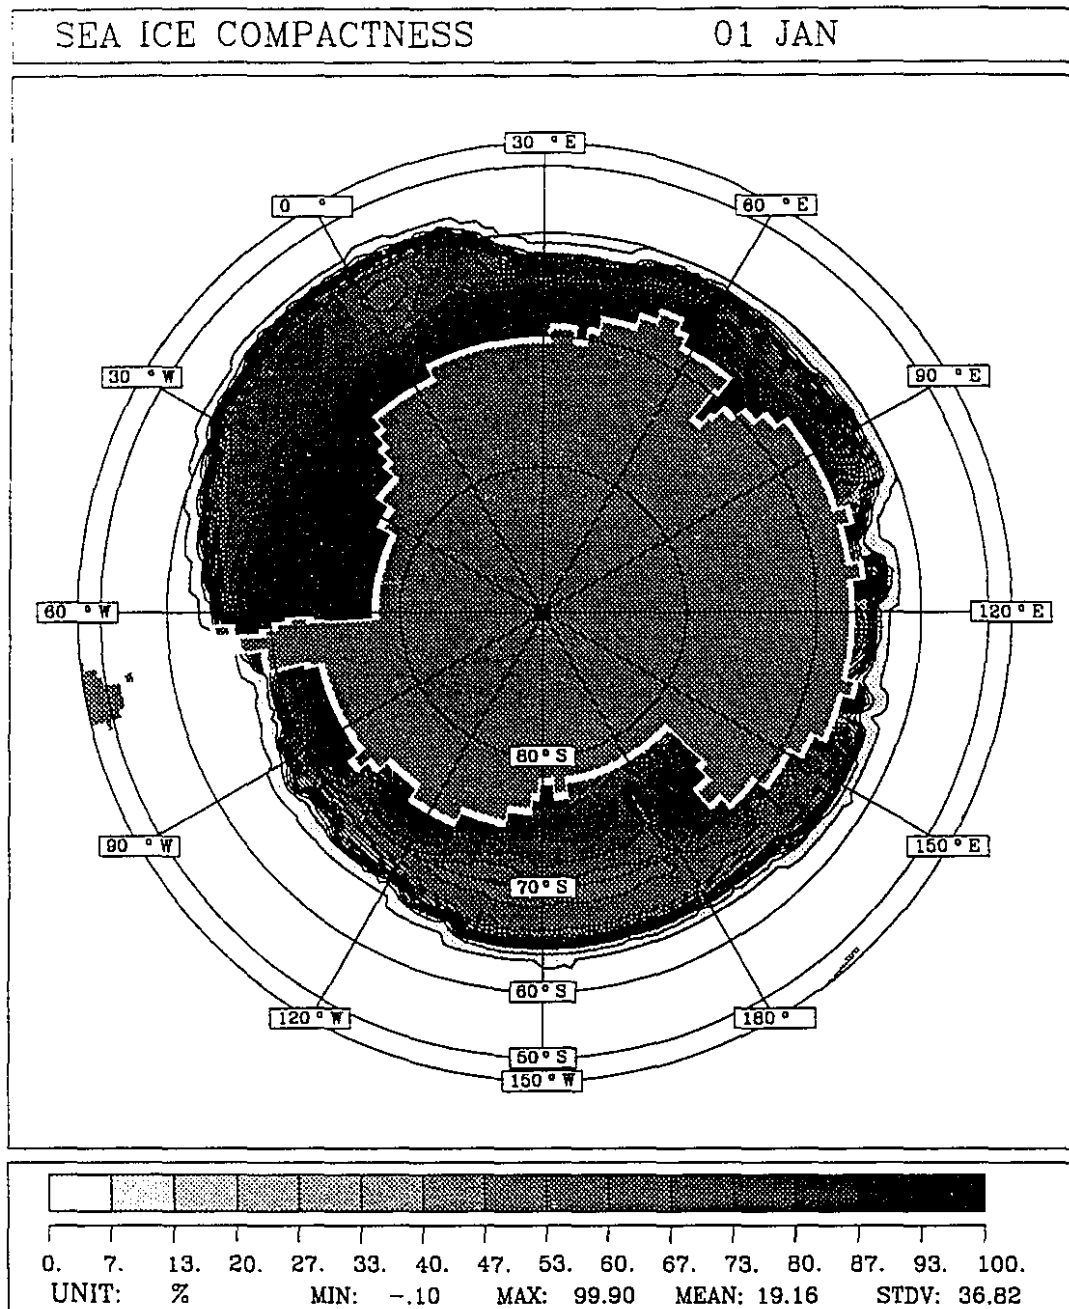 SEA ICE COMPACTNESS 01 JAN
30 ° E
0 ° 60 ° E
30 ° W 90 ° E
60 ° W 120 ° E
80 ° S
90 ° W 150 ° E
70 ° S
60 ° S
120 ° W 180 °
50 ° S
150 ° W
0. 7. 13. 20. 27. 33. 40. 47. 53. 60. 67. 73. 80. 87. 93. 100.
UNIT: % MIN: -.10 MAX: 99.90 MEAN: 19.16 STDV: 36.82